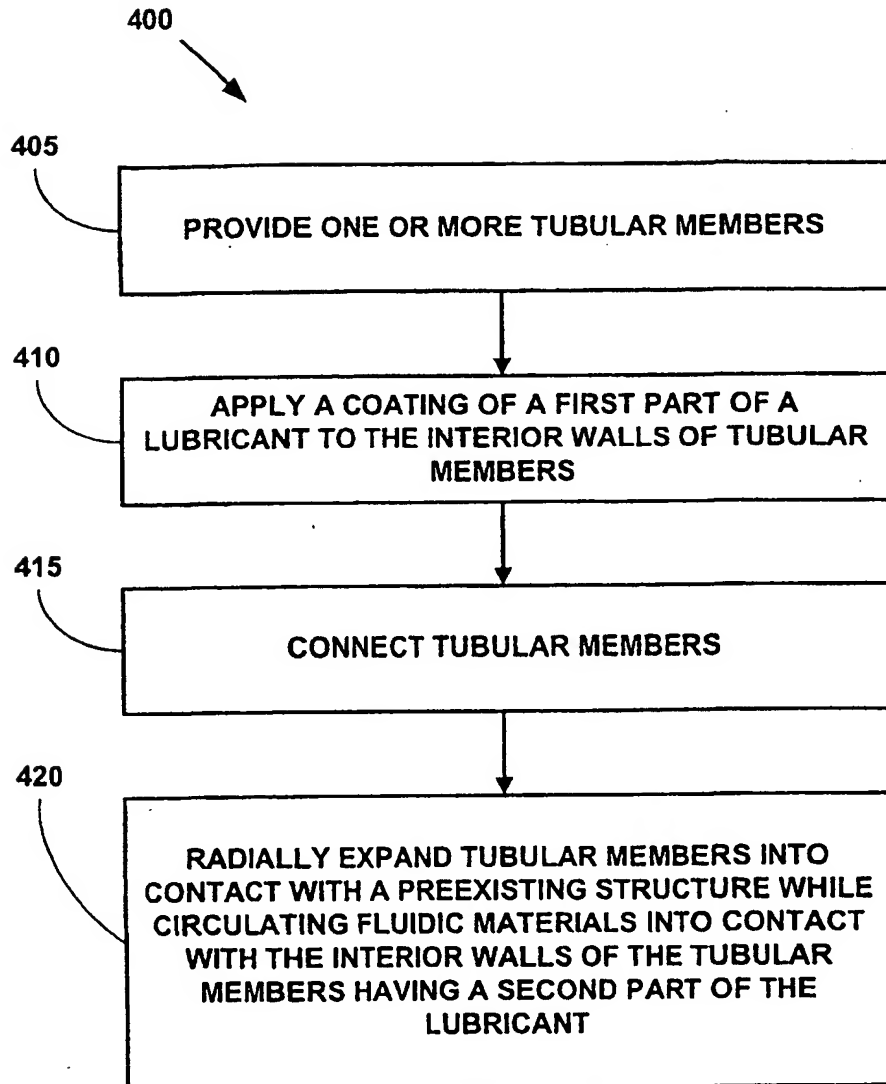 400
405
PROVIDE ONE OR MORE TUBULAR MEMBERS
410
APPLY A COATING OF A FIRST PART OF A
LUBRICANT TO THE INTERIOR WALLS OF TUBULAR
MEMBERS
415
CONNECT TUBULAR MEMBERS
420
RADIALLY EXPAND TUBULAR MEMBERS INTO
CONTACT WITH A PREEXISTING STRUCTURE WHILE
CIRCULATING FLUIDIC MATERIALS INTO CONTACT
WITH THE INTERIOR WALLS OF THE TUBULAR
MEMBERS HAVING A SECOND PART OF THE
LUBRICANT